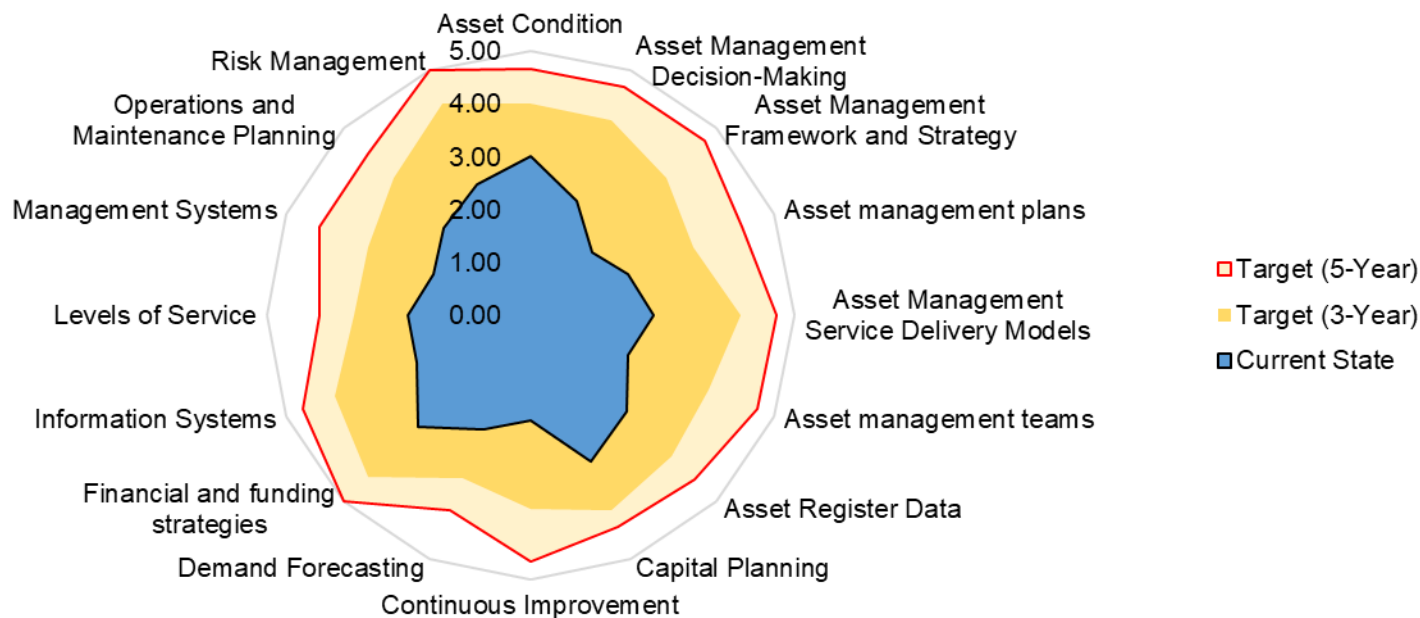 Asset Condition
Asset Management
Decision-Making
Asset Management
Framework and Strategy
Asset management plans
Asset Management
Service Delivery Models
Asset management teams
Asset Register Data
Capital Planning
Continuous Improvement
Demand Forecasting
Financial and funding
strategies
Information Systems
Levels of Service
Management Systems
Operations and
Maintenance Planning
Risk Management
5.00
4.00
3.00
2.00
1.00
0.00
Target (5-Year)
Target (3-Year)
Current State